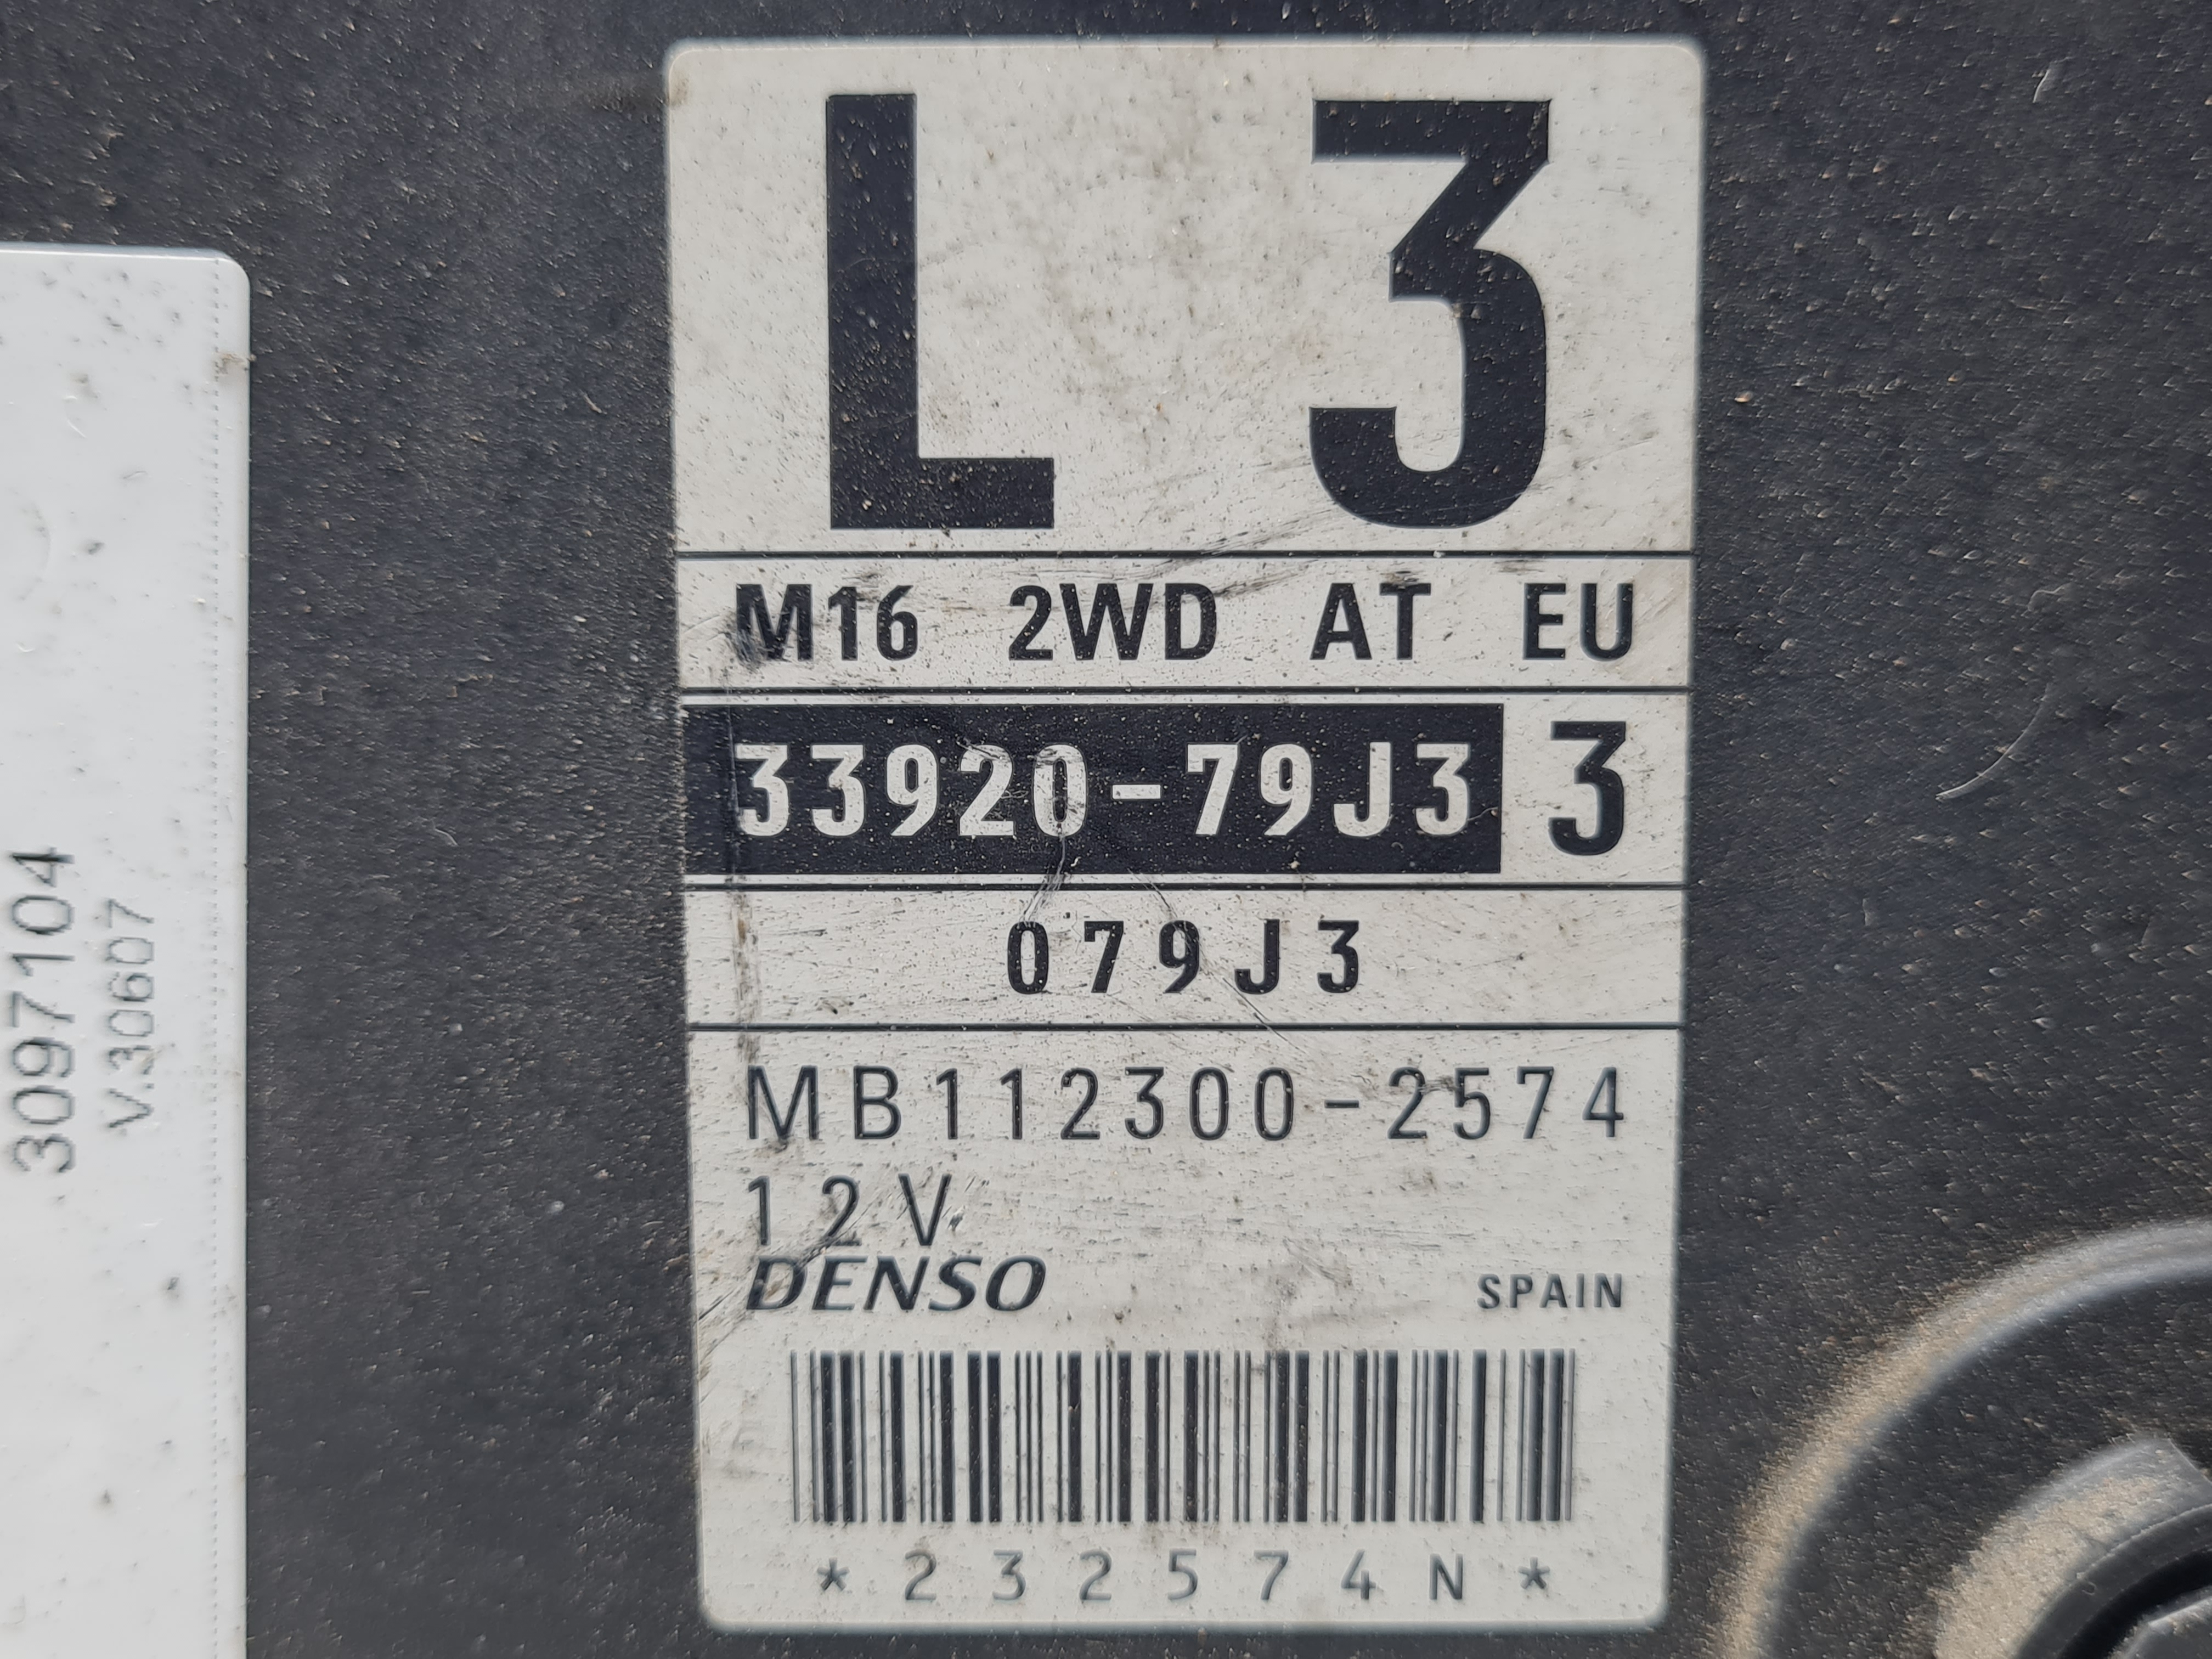 L 3
M16 2WD AT EU
33920-79J3 3
079J3
MB112300-2574
12V
DENSO SPAIN
*232574N*
3097104
V.30607